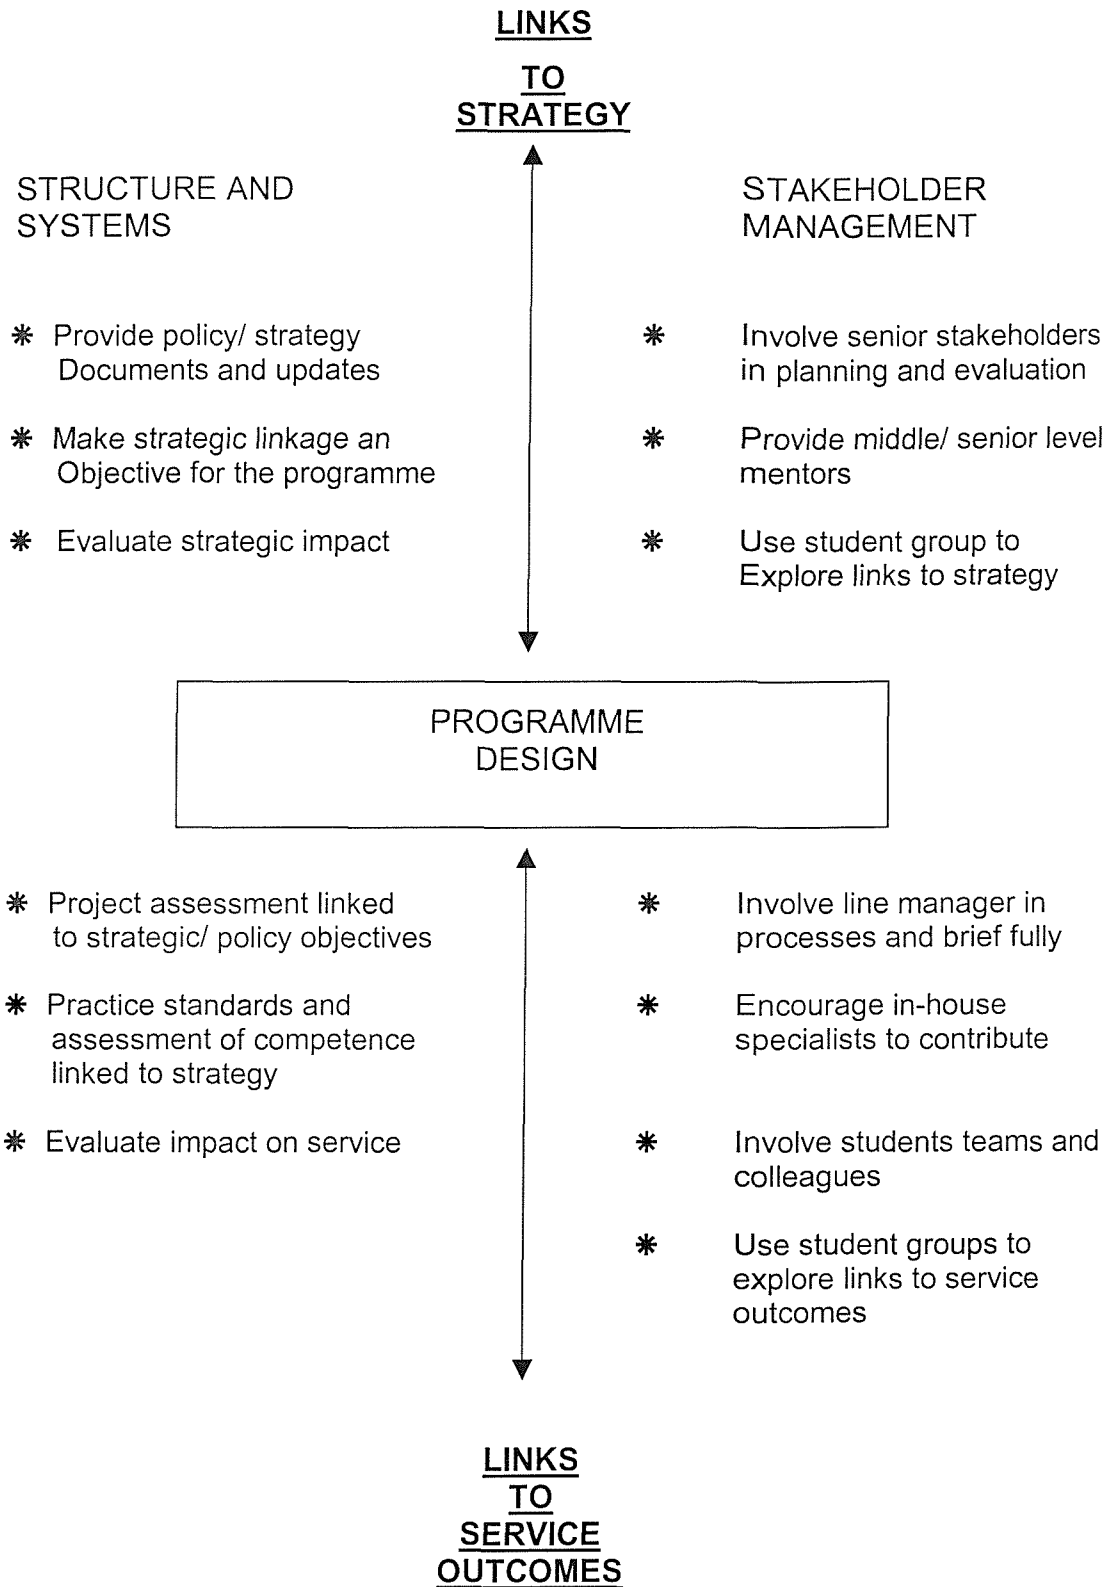 LINKS
TO
STRATEGY
STRUCTURE AND
SYSTEMS
STAKEHOLDER
MANAGEMENT
* Provide policy/ strategy
Documents and updates
* Make strategic linkage an
Objective for the programme
* Evaluate strategic impact
* Involve senior stakeholders
in planning and evaluation
* Provide middle/ senior level
mentors
* Use student group to
Explore links to strategy
PROGRAMME
DESIGN
* Project assessment linked
to strategic/ policy objectives
* Practice standards and
assessment of competence
linked to strategy
* Evaluate impact on service
* Involve line manager in
processes and brief fully
* Encourage in-house
specialists to contribute
* Involve students teams and
colleagues
* Use student groups to
explore links to service
outcomes
LINKS
TO
SERVICE
OUTCOMES